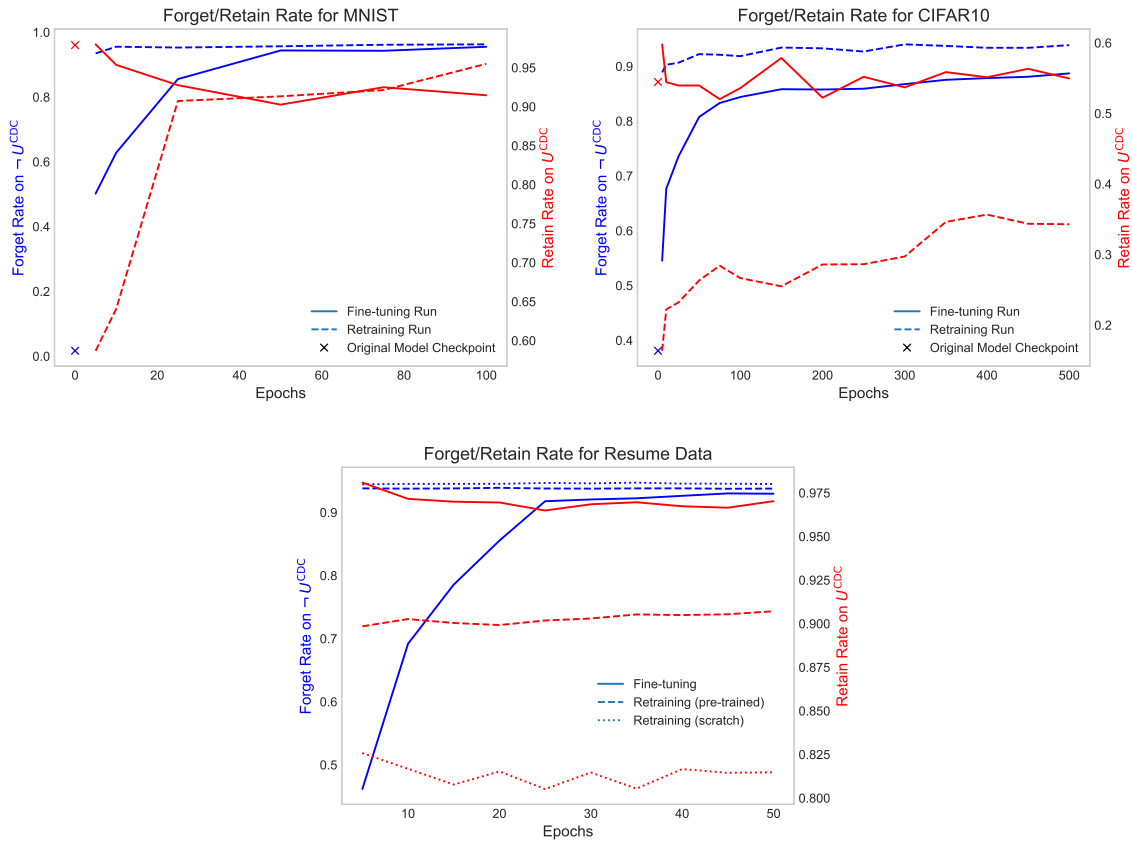 Forget/Retain Rate for MNIST
Forget Rate on ¬ U^CDC
1.0
0.8
0.6
0.4
0.2
0.0
0.95
0.90
0.85
0.80
0.75
0.70
0.65
0.60
Retain Rate on U^CDC
Fine-tuning Run
Retraining Run
Original Model Checkpoint
0 20 40 60 80 100
Epochs
Forget/Retain Rate for CIFAR10
Forget Rate on ¬ U^CDC
0.9
0.8
0.7
0.6
0.5
0.4
0.6
0.5
0.4
0.3
0.2
Retain Rate on U^CDC
Fine-tuning Run
Retraining Run
Original Model Checkpoint
0 100 200 300 400 500
Epochs
Forget/Retain Rate for Resume Data
Forget Rate on ¬ U^CDC
0.9
0.8
0.7
0.6
0.5
0.975
0.950
0.925
0.900
0.875
0.850
0.825
0.800
Retain Rate on U^CDC
Fine-tuning
Retraining (pre-trained)
Retraining (scratch)
10 20 30 40 50
Epochs